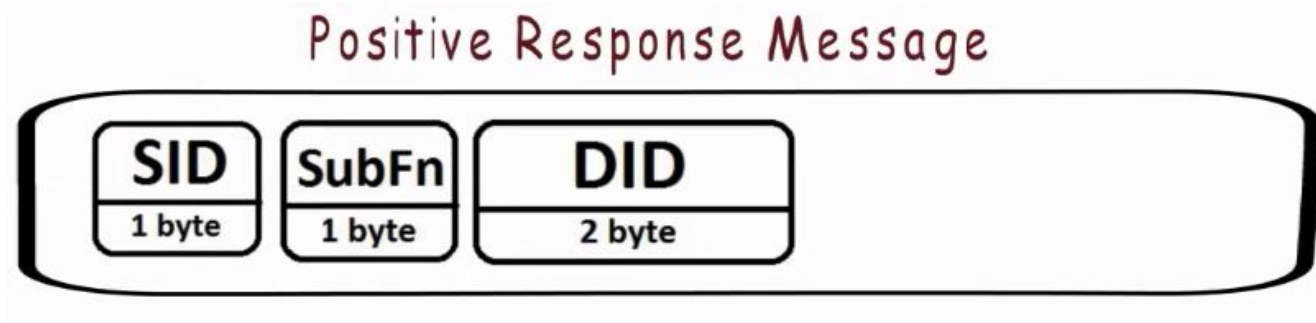 Positive Response Message
SID SubFn DID
1 byte 1 byte 2 byte